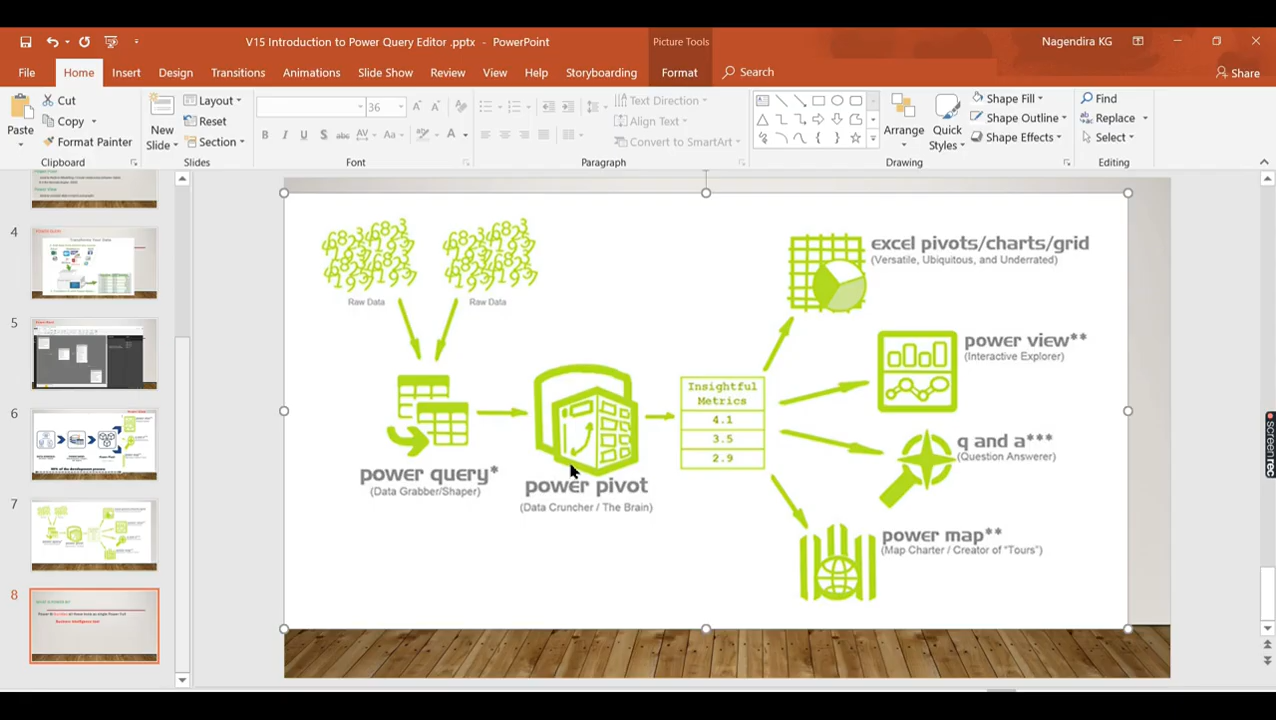 V15 Introduction to Power Query Editor .pptx - PowerPoint
Picture Tools
Nagendira KG
File Home Insert Design Transitions Animations Slide Show Review View Help Storyboarding Format Search Share
Paste
Cut
Copy
Format Painter
Clipboard
New Slide
Layout
Reset
Section
Slides
36
Font
Text Direction
Align Text
Convert to SmartArt
Paragraph
Arrange
Quick Styles
Shape Fill
Shape Outline
Shape Effects
Drawing
Find
Replace
Select
Editing
4
5
6
7
8
Raw Data
Raw Data
power query*
(Data Grabber/Shaper)
power pivot
(Data Cruncher / The Brain)
Insightful
Metrics
4.1
3.5
2.9
excel pivots/charts/grid
(Versatile, Ubiquitous, and Underrated)
power view**
(Interactive Explorer)
q and a***
(Question Answerer)
power map**
(Map Charter / Creator of "Tours")
Screenrec